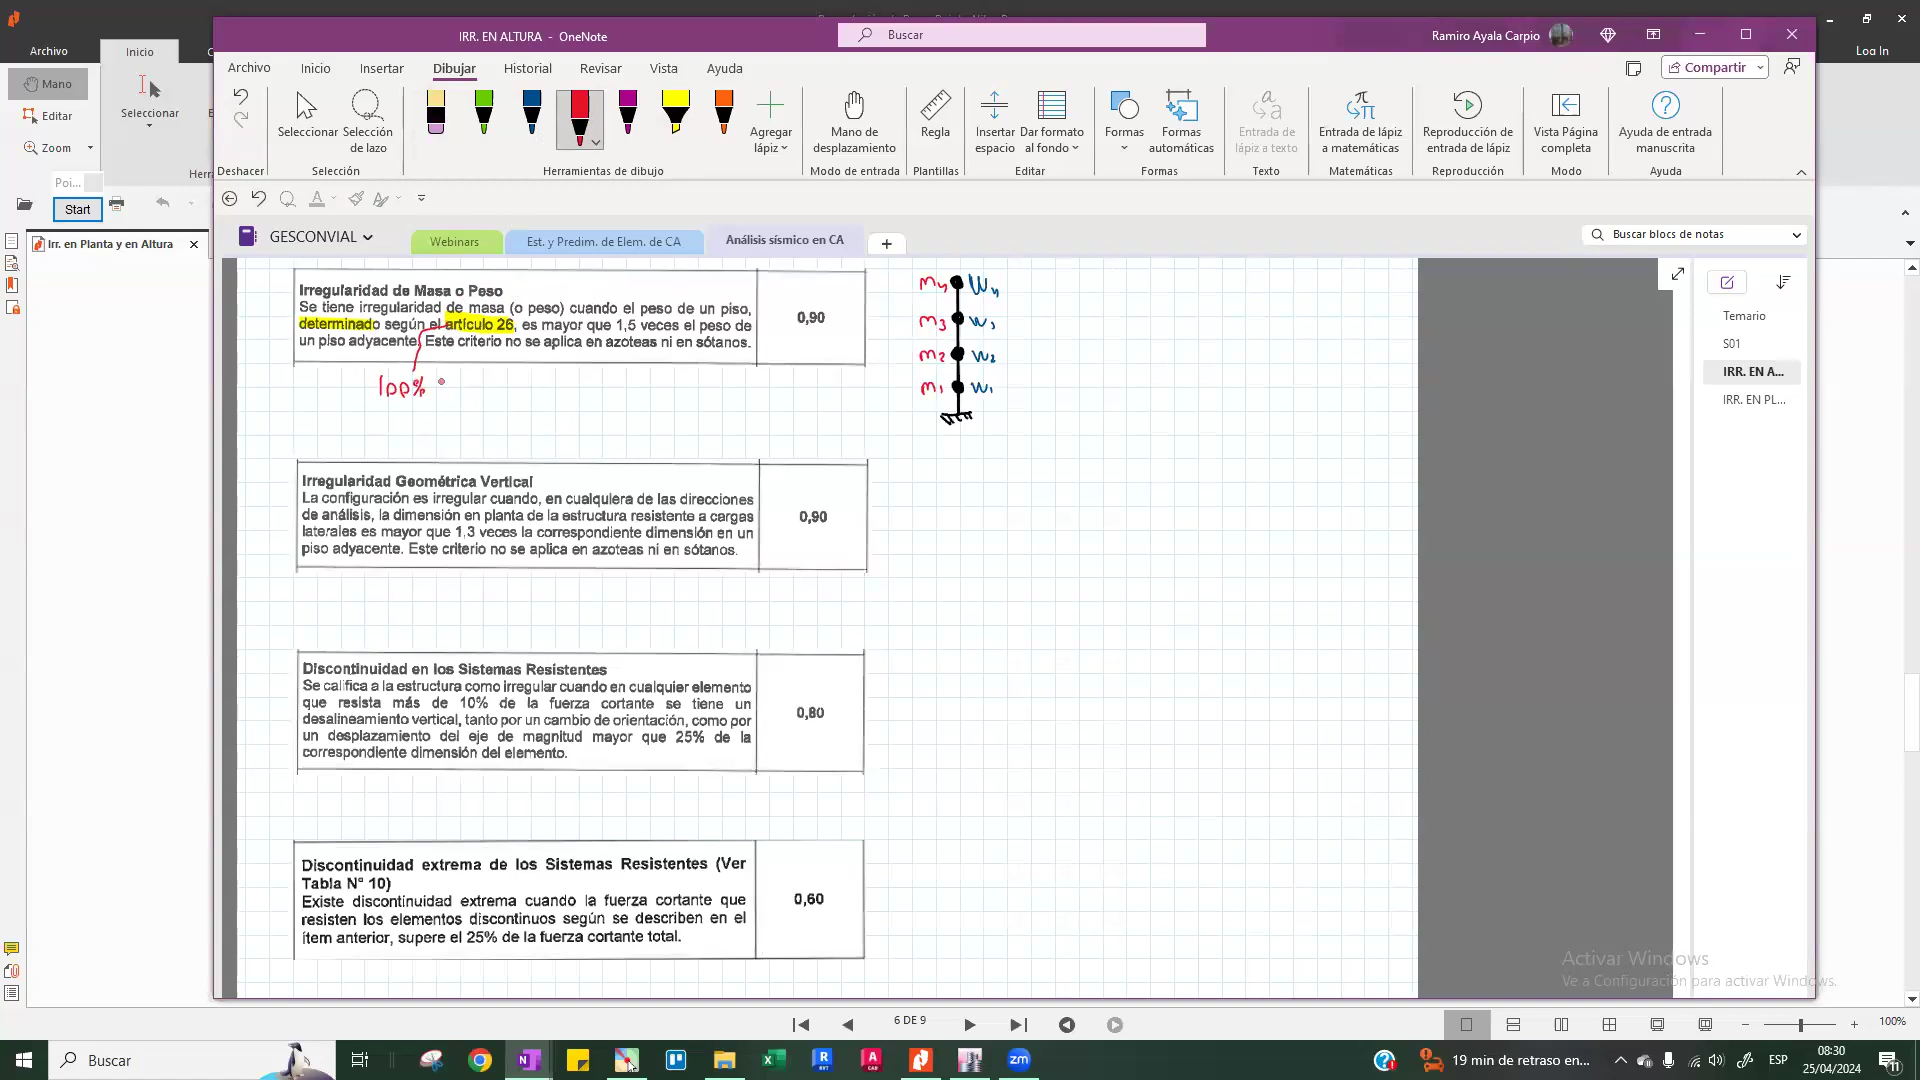 IRR. EN ALTURA - OneNote
Buscar
Ramiro Ayala Carpio
Log In
Archivo
Inicio
Archivo
Inicio
Insertar
Dibujar
Historial
Revisar
Vista
Ayuda
Compartir
Mano
Editar
Zoom
Seleccionar
Seleccionar
Selección de lazo
Agregar lápiz
Mano de desplazamiento
Regla
Insertar espacio
Dar formato al fondo
Formas
Formas automáticas
Entrada de lápiz a texto
Entrada de lápiz a matemáticas
Reproducción de entrada de lápiz
Vista Página completa
Ayuda de entrada manuscrita
Deshacer
Selección
Herramientas de dibujo
Modo de entrada
Plantillas
Editar
Formas
Texto
Matemáticas
Reproducción
Modo
Ayuda
Herr
Poi...
Start
Irr. en Planta y en Altura
GESCONVIAL
Webinars
Est. y Predim. de Elem. de CA
Análisis sísmico en CA
Buscar blocs de notas
Temario
S01
IRR. EN A...
IRR. EN PL...
Irregularidad de Masa o Peso
Se tiene irregularidad de masa (o peso) cuando el peso de un piso,
determinado según el artículo 26, es mayor que 1,5 veces el peso de
un piso adyacente. Este criterio no se aplica en azoteas ni en sótanos.
0,90
100%
m4 W4
m3 W3
m2 W2
m1 W1
Irregularidad Geométrica Vertical
La configuración es irregular cuando, en cualquiera de las direcciones
de análisis, la dimensión en planta de la estructura resistente a cargas
laterales es mayor que 1,3 veces la correspondiente dimensión en un
piso adyacente. Este criterio no se aplica en azoteas ni en sótanos.
0,90
Discontinuidad en los Sistemas Resistentes
Se califica a la estructura como irregular cuando en cualquier elemento
que resista más de 10% de la fuerza cortante se tiene un
desalineamiento vertical, tanto por un cambio de orientación, como por
un desplazamiento del eje de magnitud mayor que 25% de la
correspondiente dimensión del elemento.
0,80
Discontinuidad extrema de los Sistemas Resistentes (Ver
Tabla N° 10)
Existe discontinuidad extrema cuando la fuerza cortante que
resisten los elementos discontinuos según se describen en el
ítem anterior, supere el 25% de la fuerza cortante total.
0,60
Activar Windows
Ve a Configuración para activar Windows.
6 DE 9
100%
Buscar
19 min de retraso en...
ESP
08:30
25/04/2024